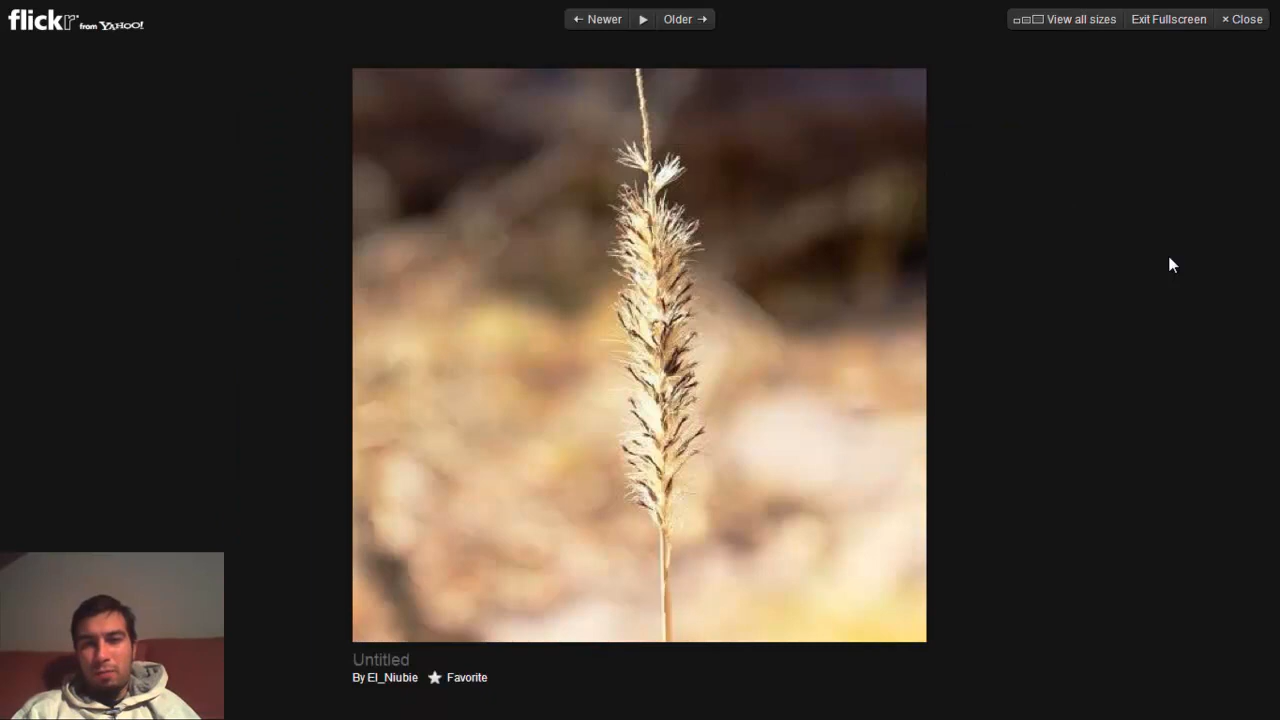 flickr from YAHOO!
← Newer
Older →
View all sizes
Exit Fullscreen
× Close
Untitled
By El_Niubie
Favorite